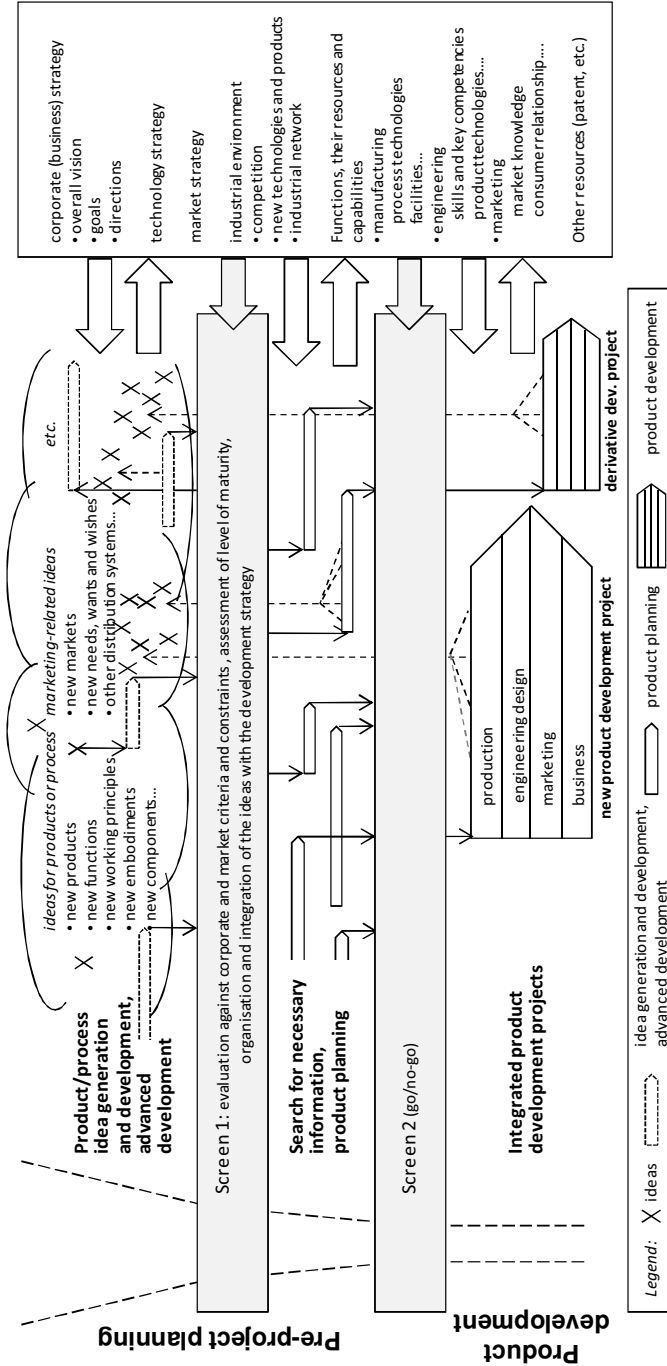 Pre-project planning
Product
development
Product/process
idea generation
and development,
advanced
development
ideas for products or process
• new products
• new functions
• new working principles
• new embodiments
• new components...
marketing-related ideas
• new markets
• new needs, wants and wishes
• other distribution systems...
etc.
Screen 1: evaluation against corporate and market criteria and constraints, assessment of level of maturity,
organisation and integration of the ideas with the development strategy
Search for necessary
information,
product planning
Screen 2 (go/no-go)
Integrated product
development projects
production
engineering design
marketing
business
new product development project
derivative dev. project
corporate (business) strategy
• overall vision
• goals
• directions
technology strategy
market strategy
industrial environment
• competition
• new technologies and products
• industrial network
Functions, their resources and
capabilities
• manufacturing
process technologies
facilities...
• engineering
skills and key competencies
product technologies....
• marketing
market knowledge
consumer relationship....
Other resources (patent, etc.)
Legend:
X ideas
idea generation and development,
advanced development
product planning
product development